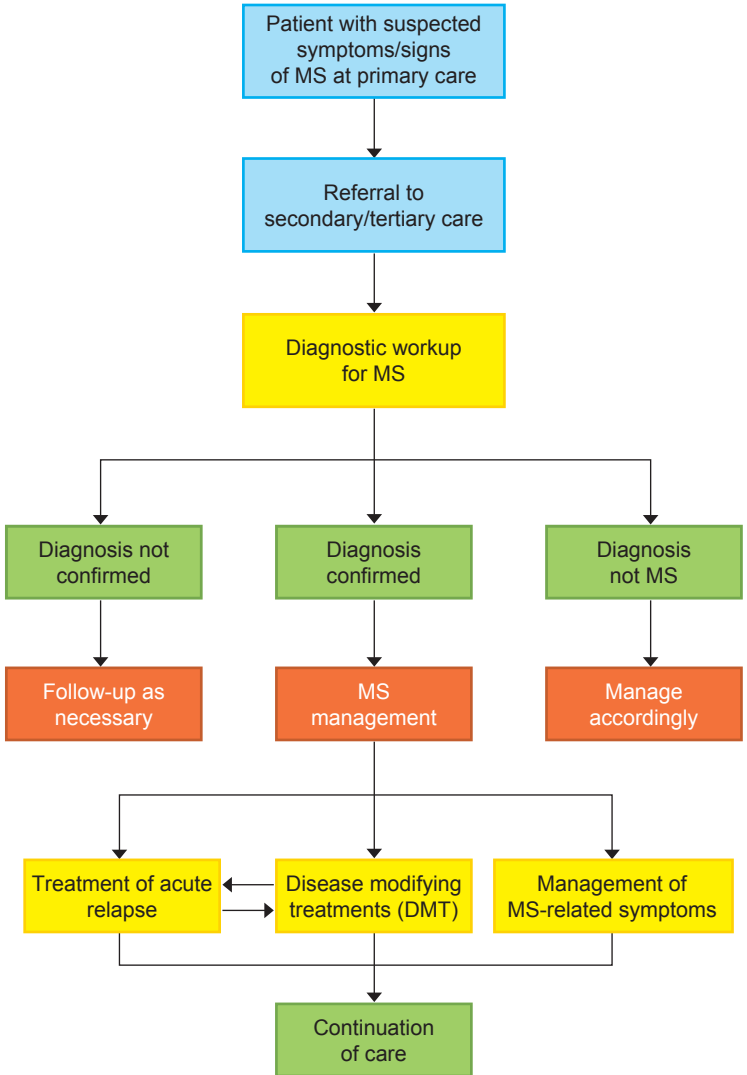 Patient with suspected
symptoms/signs
of MS at primary care
Referral to
secondary/tertiary care
Diagnostic workup
for MS
Diagnosis not
confirmed
Diagnosis
confirmed
Diagnosis
not MS
Follow-up as
necessary
MS
management
Manage
accordingly
Treatment of acute
relapse
Disease modifying
treatments (DMT)
Management of
MS-related symptoms
Continuation
of care